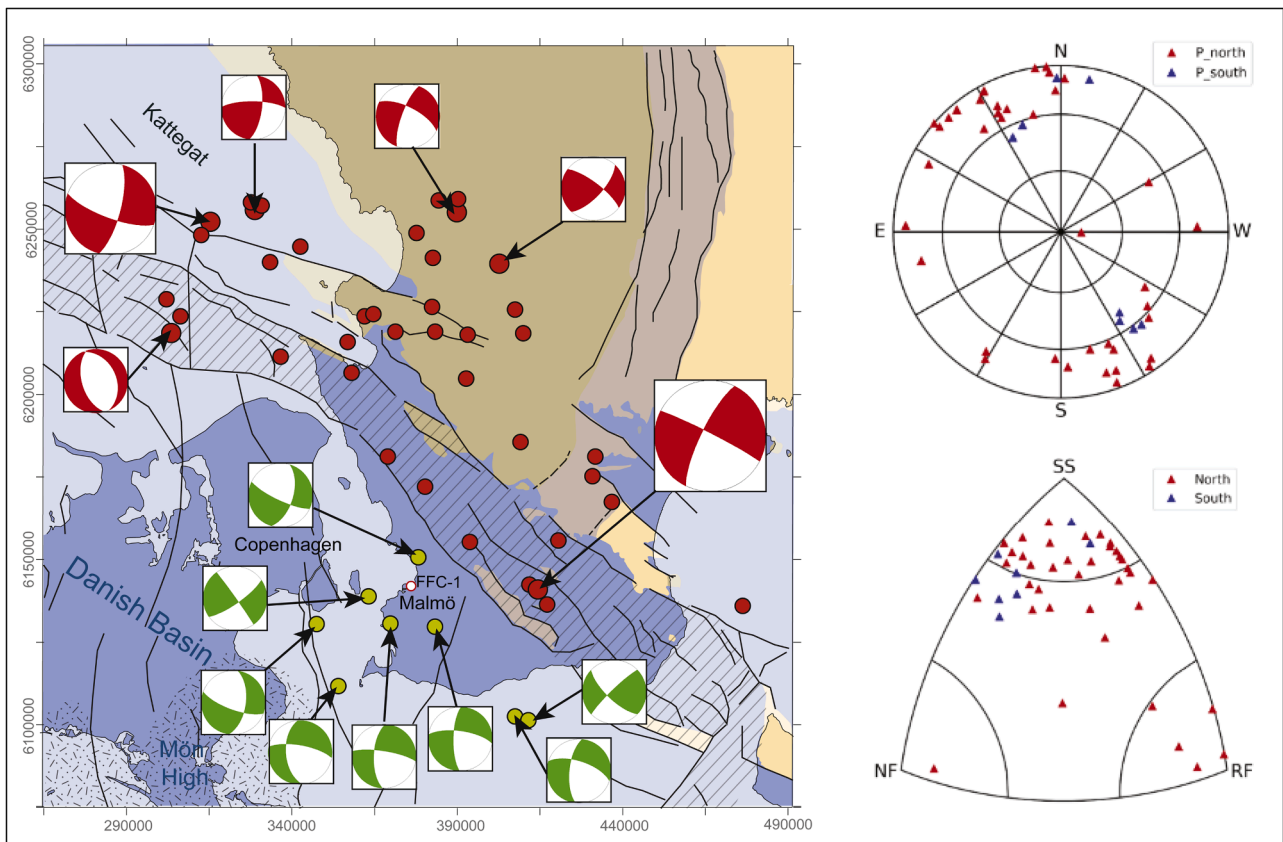 6300000
6250000
6200000
6150000
6100000
290000
340000
390000
440000
490000
Kattegat
Copenhagen
FFC-1
Malmö
Danish Basin
Mön
High
N
P_north
P_south
E
W
S
SS
North
South
NF
RF